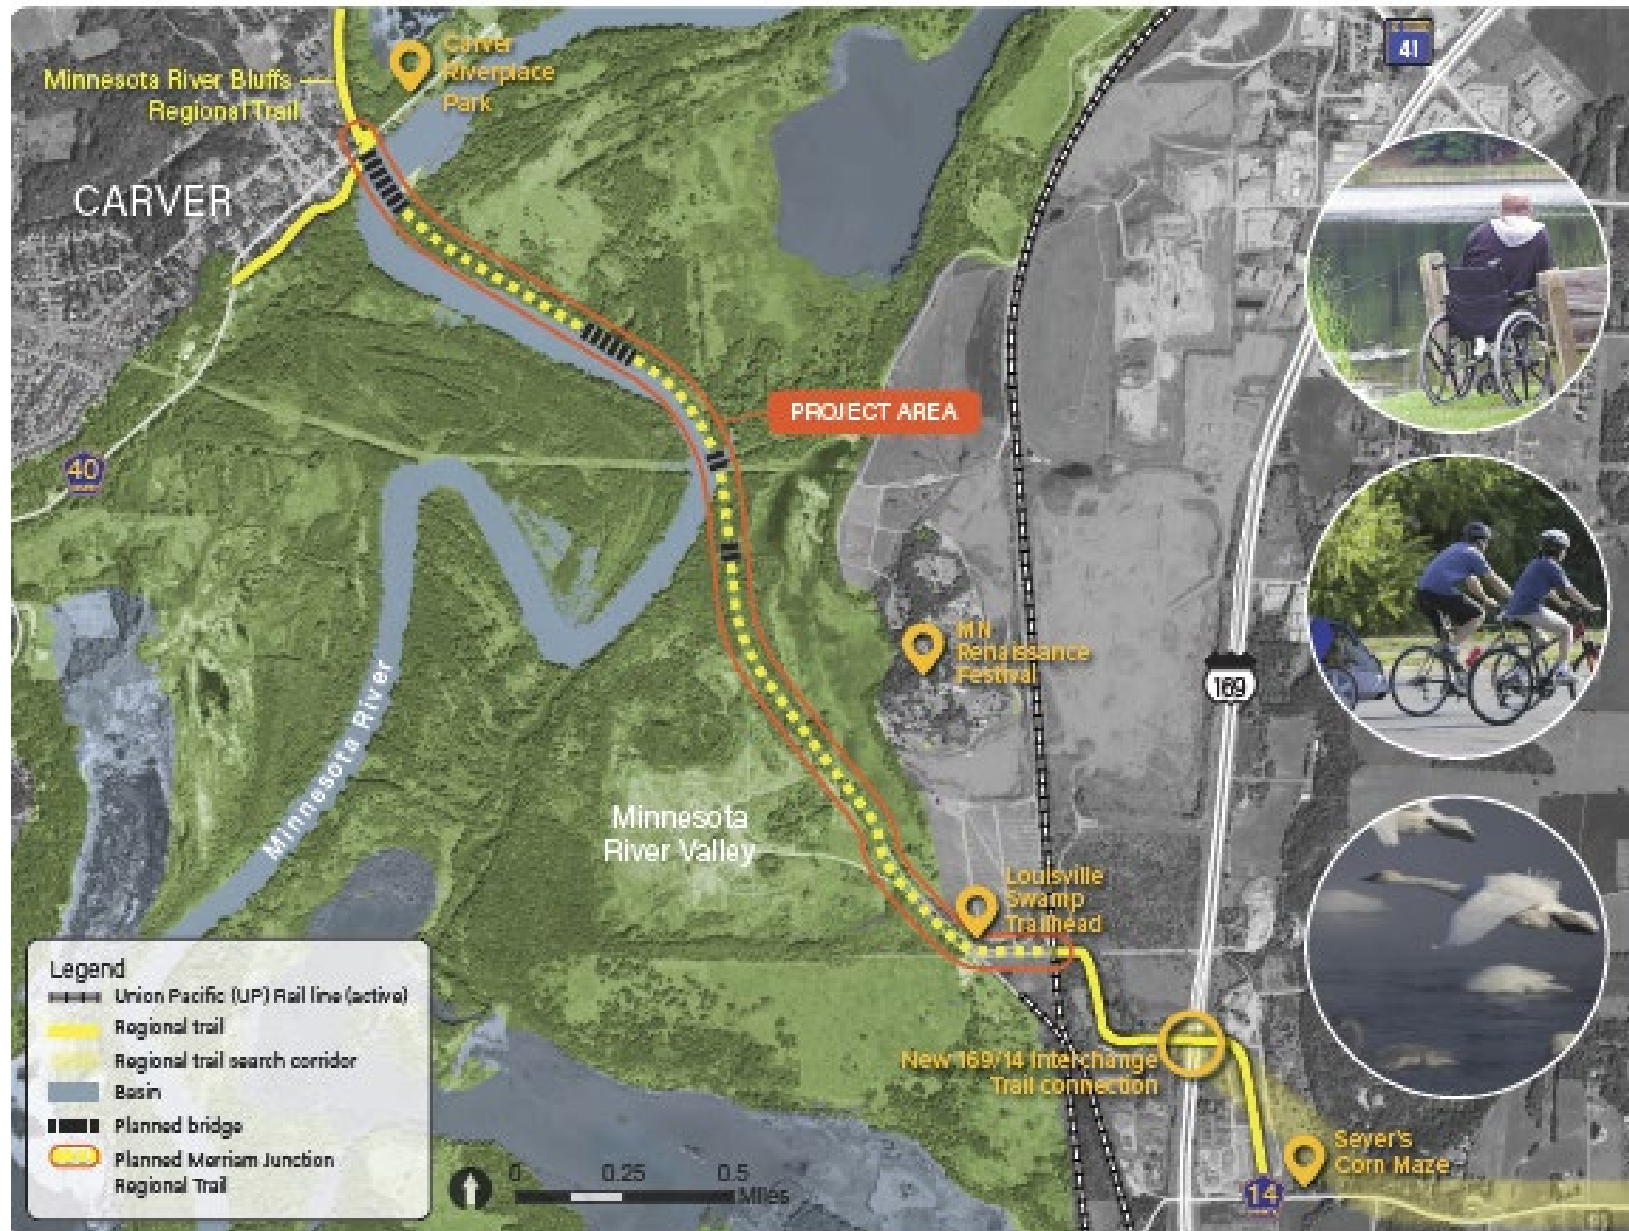 Carver
Riverplace
Park
Minnesota River Bluffs
Regional Trail
CARVER
41
PROJECT AREA
40
MN
Renaissance
Festival
169
Minnesota River
Minnesota
River Valley
Louisville
Swamp
Trailhead
New 169/14 Interchange
Trail connection
Sever's
Corn Maze
14
Legend
Union Pacific (UP) Rail line (active)
Regional trail
Regional trail search corridor
Basin
Planned bridge
Planned Merriam Junction
Regional Trail
0 0.25 0.5
Miles